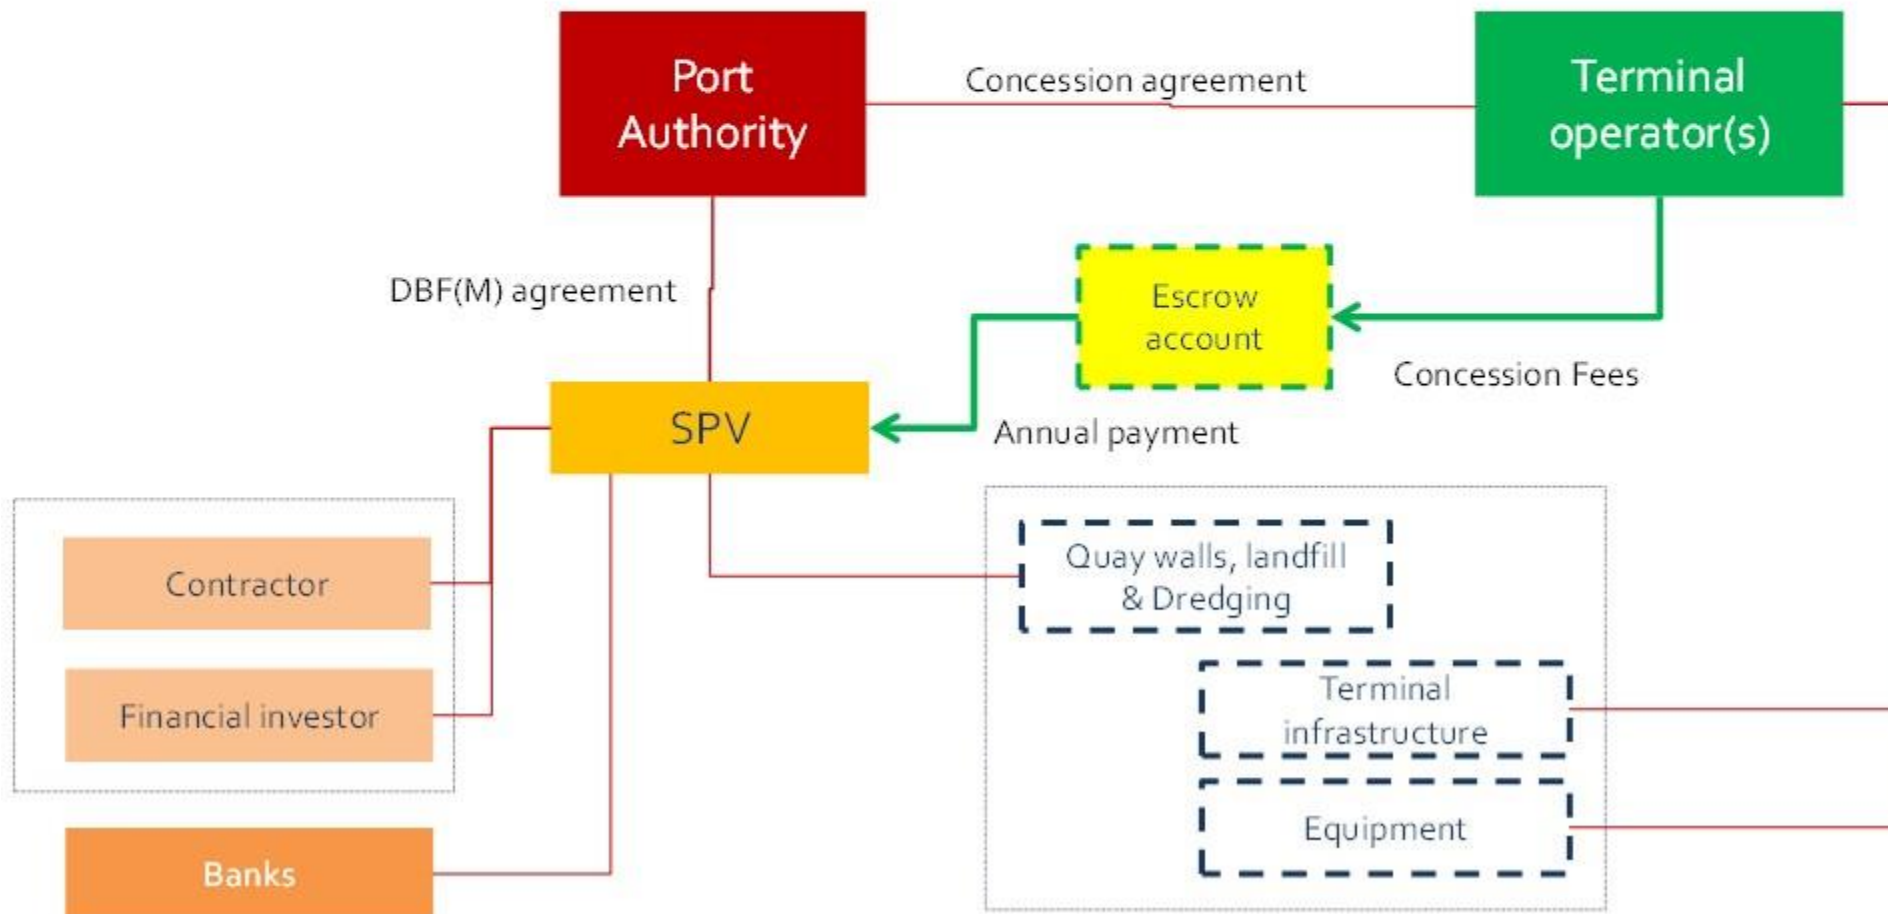 Port
Authority
Concession agreement
Terminal
operator(s)
DBF(M) agreement
Escrow
account
Concession Fees
SPV
Annual payment
Contractor
Financial investor
Banks
Quay walls, landfill
& Dredging
Terminal
infrastructure
Equipment